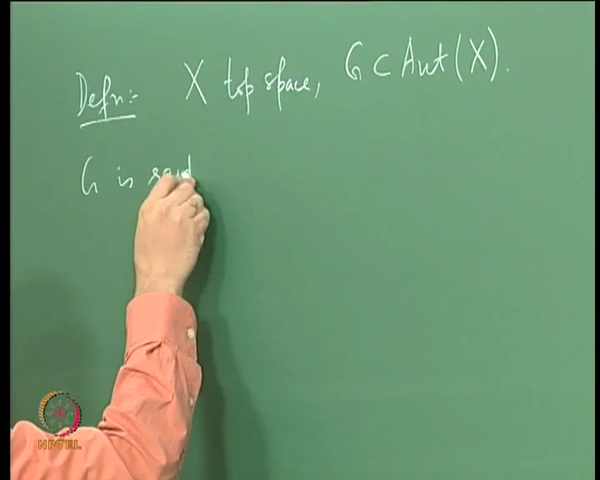 Defn:- X top space, G ⊂ Aut(X).
G is said
NPTEL